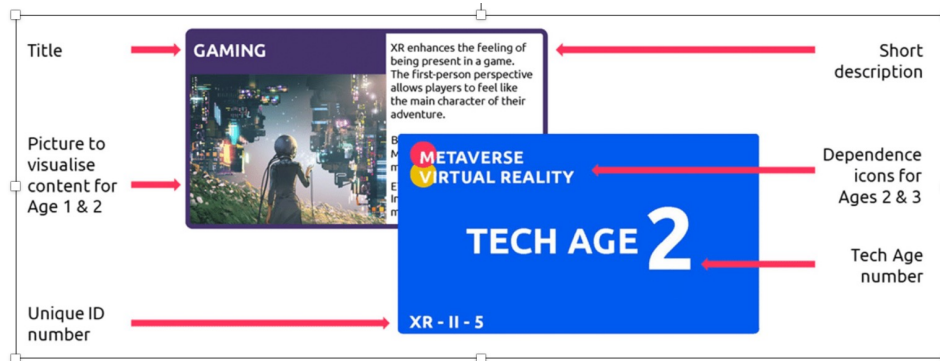 Title
GAMING
XR enhances the feeling of
being present in a game.
The first-person perspective
allows players to feel like
the main character of their
adventure.
Short
description
Picture to
visualise
content for
Age 1 & 2
METAVERSE
VIRTUAL REALITY
Dependence
icons for
Ages 2 & 3
TECH AGE 2
Tech Age
number
Unique ID
number
XR - II - 5